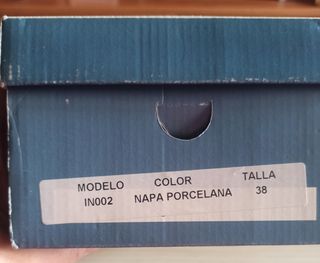 MODELO COLOR TALLA
IN002 NAPA PORCELANA 38